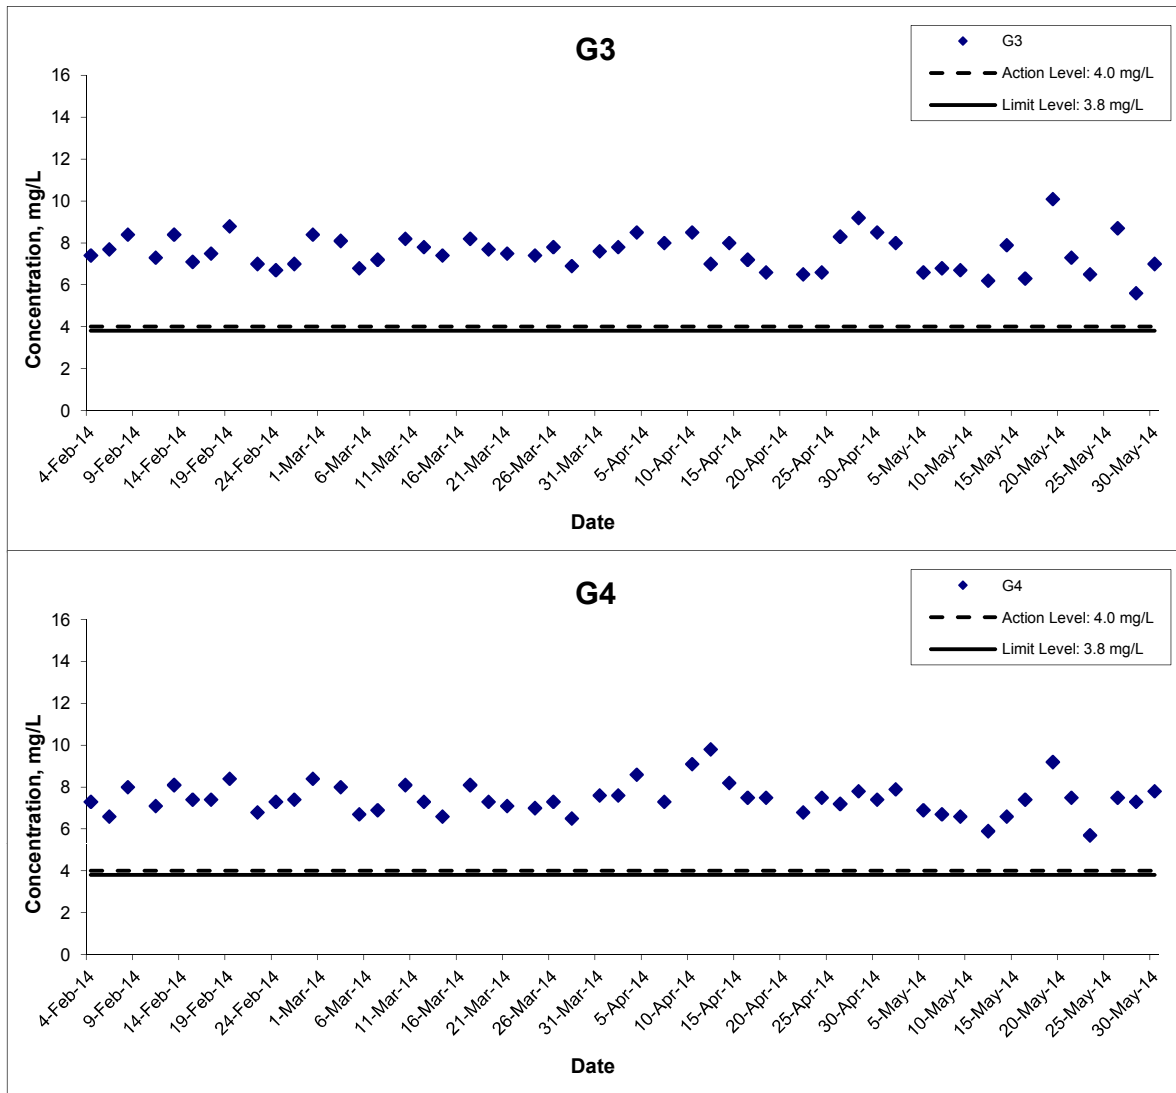 G3
G3
Action Level: 4.0 mg/L
Limit Level: 3.8 mg/L
Concentration, mg/L
16
14
12
10
8
6
4
2
0
4-Feb-14
9-Feb-14
14-Feb-14
19-Feb-14
24-Feb-14
1-Mar-14
6-Mar-14
11-Mar-14
16-Mar-14
21-Mar-14
26-Mar-14
31-Mar-14
5-Apr-14
10-Apr-14
15-Apr-14
20-Apr-14
25-Apr-14
30-Apr-14
5-May-14
10-May-14
15-May-14
20-May-14
25-May-14
30-May-14
Date
G4
G4
Action Level: 4.0 mg/L
Limit Level: 3.8 mg/L
Concentration, mg/L
16
14
12
10
8
6
4
2
0
4-Feb-14
9-Feb-14
14-Feb-14
19-Feb-14
24-Feb-14
1-Mar-14
6-Mar-14
11-Mar-14
16-Mar-14
21-Mar-14
26-Mar-14
31-Mar-14
5-Apr-14
10-Apr-14
15-Apr-14
20-Apr-14
25-Apr-14
30-Apr-14
5-May-14
10-May-14
15-May-14
20-May-14
25-May-14
30-May-14
Date